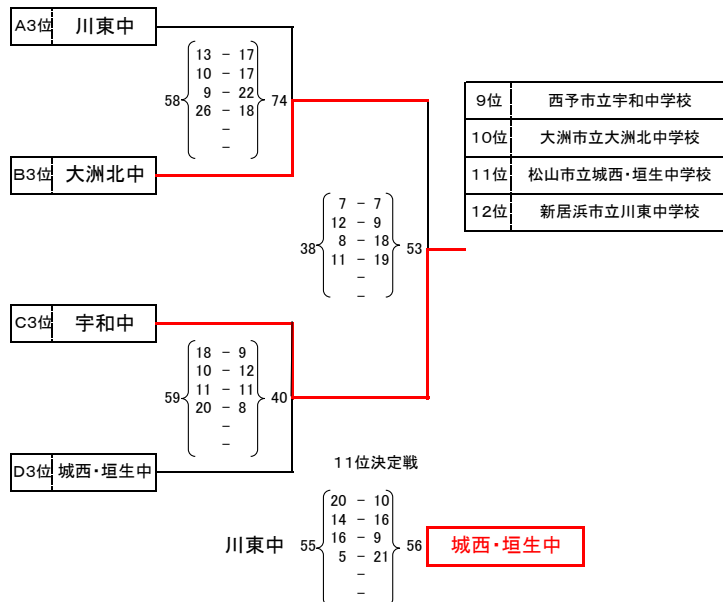 A3位 川東中
58 13 - 17 74
10 - 17
9 - 22
26 - 18
-
-
B3位 大洲北中
9位 西予市立宇和中学校
10位 大洲市立大洲北中学校
11位 松山市立城西・垣生中学校
12位 新居浜市立川東中学校
38 7 - 7 53
12 - 9
8 - 18
11 - 19
-
-
C3位 宇和中
59 18 - 9 40
10 - 12
11 - 11
20 - 8
-
-
D3位 城西・垣生中
11位決定戦
川東中 55 20 - 10 56 城西・垣生中
14 - 16
16 - 9
5 - 21
-
-